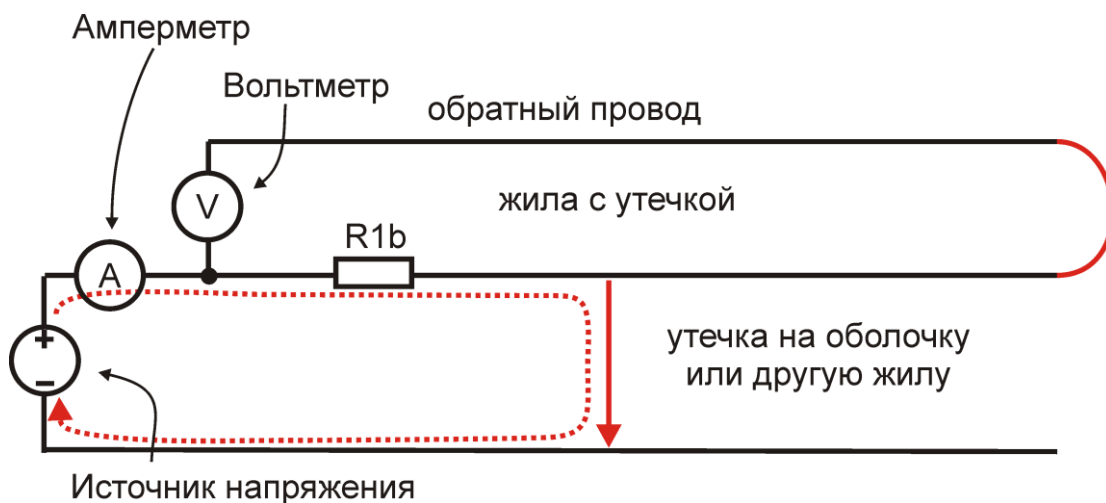 Амперметр
Вольтметр
обратный провод
V
жила с утечкой
R1b
A
+
утечка на оболочку
или другую жилу
−
Источник напряжения